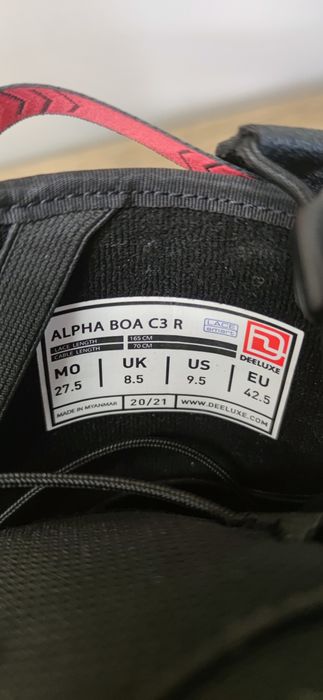 ALPHA BOA C3 R
LACE smart
LACE LENGTH 165 CM
CABLE LENGTH 70 CM
DEELUXE
MO UK US EU
27.5 8.5 9.5 42.5
MADE IN MYANMAR 20/21 WWW.DEELUXE.COM